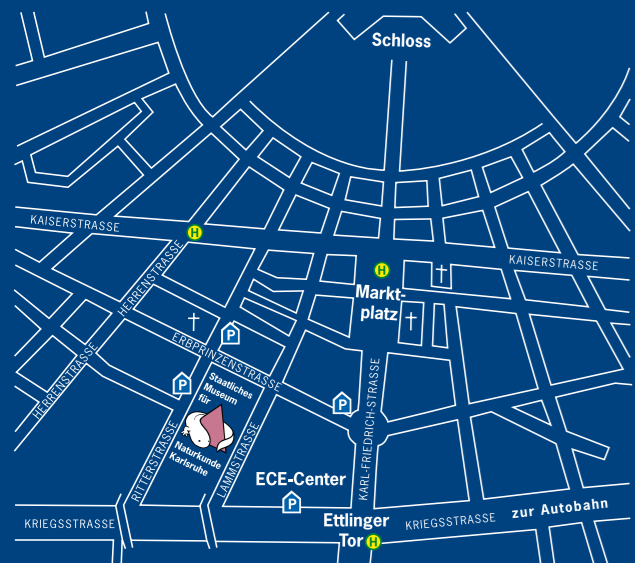 Schloss
KAISERSTRASSE
H
HERRENSTRASSE
H
KAISERSTRASSE
Markt-
platz
P
ERBPRINZENSTRASSE
HERRENSTRASSE
P
Staatliches
Museum
für
Naturkunde
Karlsruhe
P
KARL-FRIEDRICH-STRASSE
RITTERSTRASSE
LAMMSTRASSE
ECE-Center
P
KRIEGSSTRASSE
Ettlinger
Tor
H
KRIEGSSTRASSE
zur Autobahn